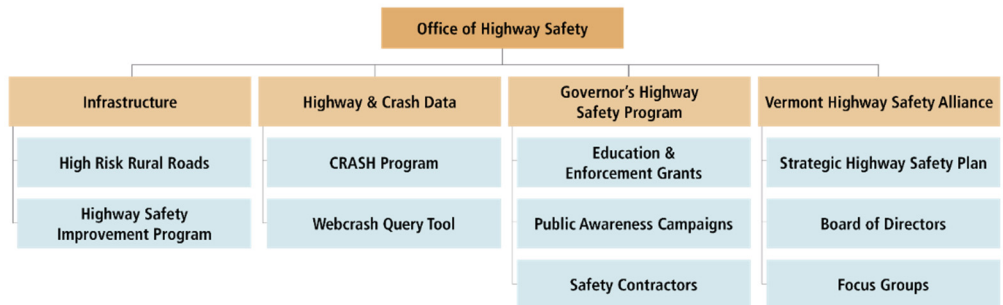 Office of Highway Safety
Infrastructure
High Risk Rural Roads
Highway Safety
Improvement Program
Highway & Crash Data
CRASH Program
Webcrash Query Tool
Governor's Highway
Safety Program
Education &
Enforcement Grants
Public Awareness Campaigns
Safety Contractors
Vermont Highway Safety Alliance
Strategic Highway Safety Plan
Board of Directors
Focus Groups